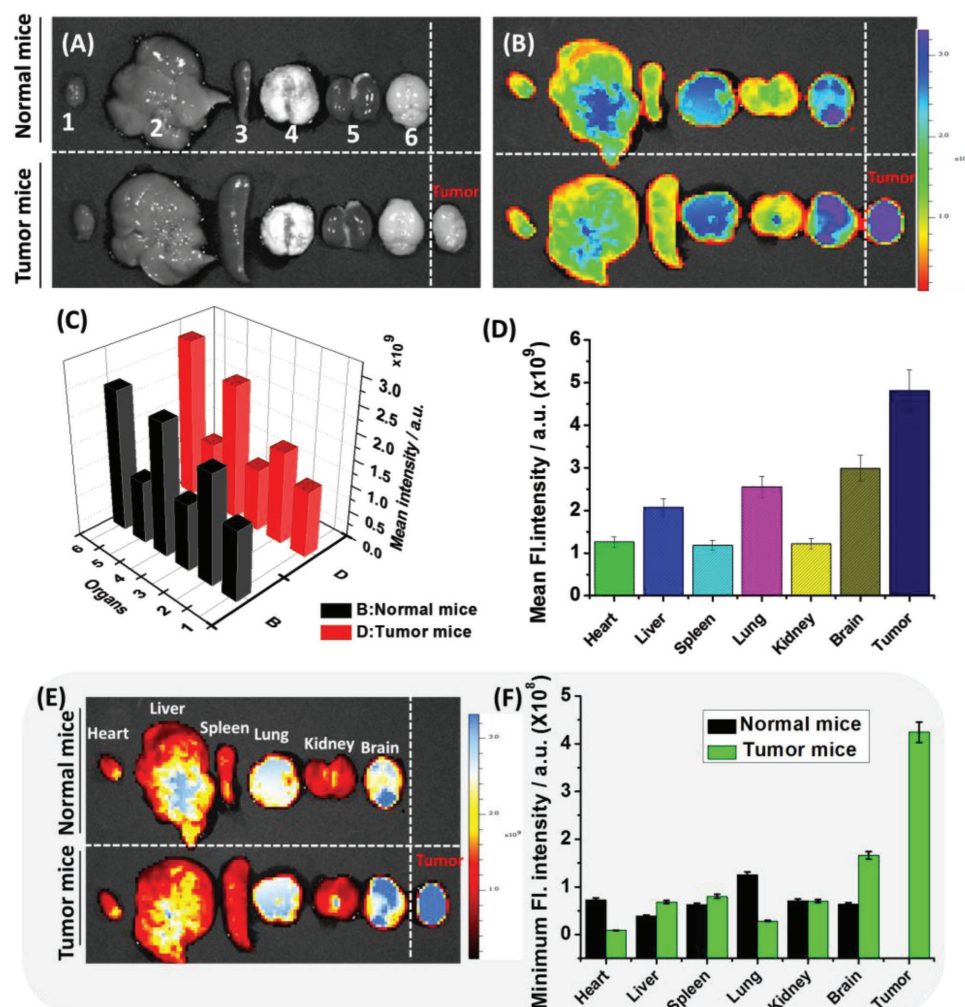 Normal mice
Tumor mice
(A)
1
2
3
4
5
6
Tumor
(B)
3.0
2.0
1.0
Tumor
(C)
x10⁹
3.0
2.5
2.0
1.5
1.0
0.5
0.0
Mean intensity / a.u.
6
5
4
3
2
1
Organs
B
D
B:Normal mice
D:Tumor mice
(D)
Mean Fl.intensity / a.u. (x10⁹)
6
5
4
3
2
1
0
Heart
Liver
Spleen
Lung
Kidney
Brain
Tumor
(E)
Normal mice
Tumor mice
Heart
Liver
Spleen
Lung
Kidney
Brain
Tumor
3.0
2.0
x10⁹
1.0
(F)
Minimum Fl. intensity / a.u. (X10⁸)
5
4
3
2
1
0
Normal mice
Tumor mice
Heart
Liver
Spleen
Lung
Kidney
Brain
Tumor